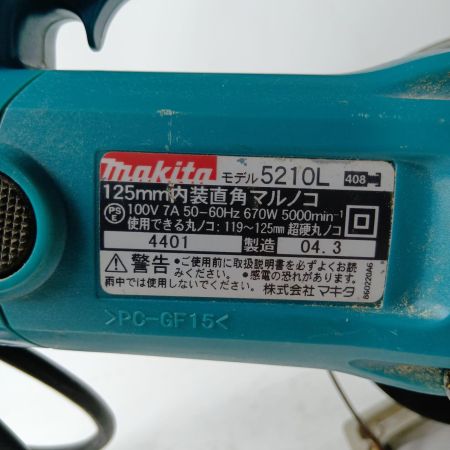 makita モデル 5210L 408
125mm内装直角マルノコ
PS E 100V 7A 50-60Hz 670W 5000min-1
使用できる丸ノコ:119~125mm 超硬丸ノコ
4401 製造 04.3
⚠警告 ●ご使用前に取扱説明書を必ずよくお読
みください。 ●感電の恐れがあります。
雨中では使用しないでください。 株式会社 マキタ
860220A6
>PC-GF15<